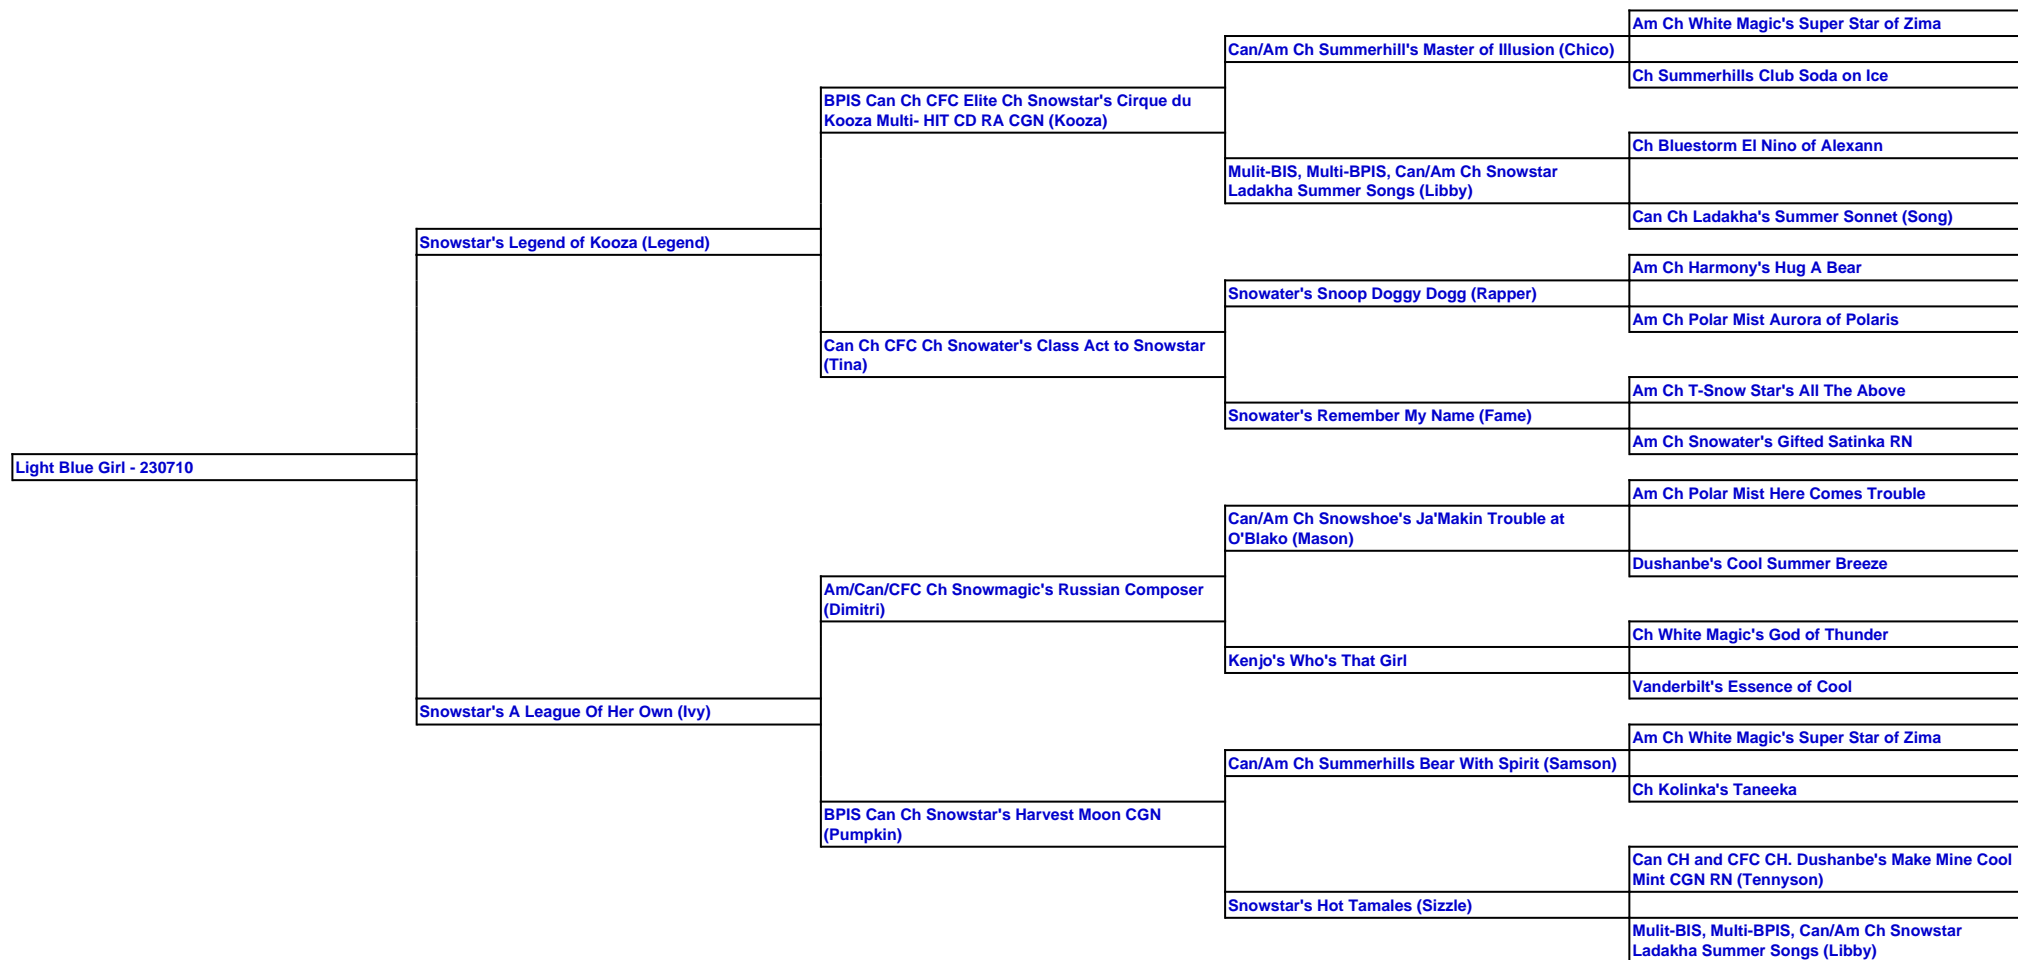 Am Ch White Magic's Super Star of Zima
Can/Am Ch Summerhill's Master of Illusion (Chico)
Ch Summerhills Club Soda on Ice
BPIS Can Ch CFC Elite Ch Snowstar's Cirque du
Kooza Multi- HIT CD RA CGN (Kooza)
Ch Bluestorm El Nino of Alexann
Mulit-BIS, Multi-BPIS, Can/Am Ch Snowstar
Ladakha Summer Songs (Libby)
Can Ch Ladakha's Summer Sonnet (Song)
Snowstar's Legend of Kooza (Legend)
Am Ch Harmony's Hug A Bear
Snowater's Snoop Doggy Dogg (Rapper)
Am Ch Polar Mist Aurora of Polaris
Can Ch CFC Ch Snowater's Class Act to Snowstar
(Tina)
Am Ch T-Snow Star's All The Above
Snowater's Remember My Name (Fame)
Am Ch Snowater's Gifted Satinka RN
Light Blue Girl - 230710
Am Ch Polar Mist Here Comes Trouble
Can/Am Ch Snowshoe's Ja'Makin Trouble at
O'Blako (Mason)
Dushanbe's Cool Summer Breeze
Am/Can/CFC Ch Snowmagic's Russian Composer
(Dimitri)
Ch White Magic's God of Thunder
Kenjo's Who's That Girl
Vanderbilt's Essence of Cool
Snowstar's A League Of Her Own (Ivy)
Am Ch White Magic's Super Star of Zima
Can/Am Ch Summerhills Bear With Spirit (Samson)
Ch Kolinka's Taneeka
BPIS Can Ch Snowstar's Harvest Moon CGN
(Pumpkin)
Can CH and CFC CH. Dushanbe's Make Mine Cool
Mint CGN RN (Tennyson)
Snowstar's Hot Tamales (Sizzle)
Mulit-BIS, Multi-BPIS, Can/Am Ch Snowstar
Ladakha Summer Songs (Libby)